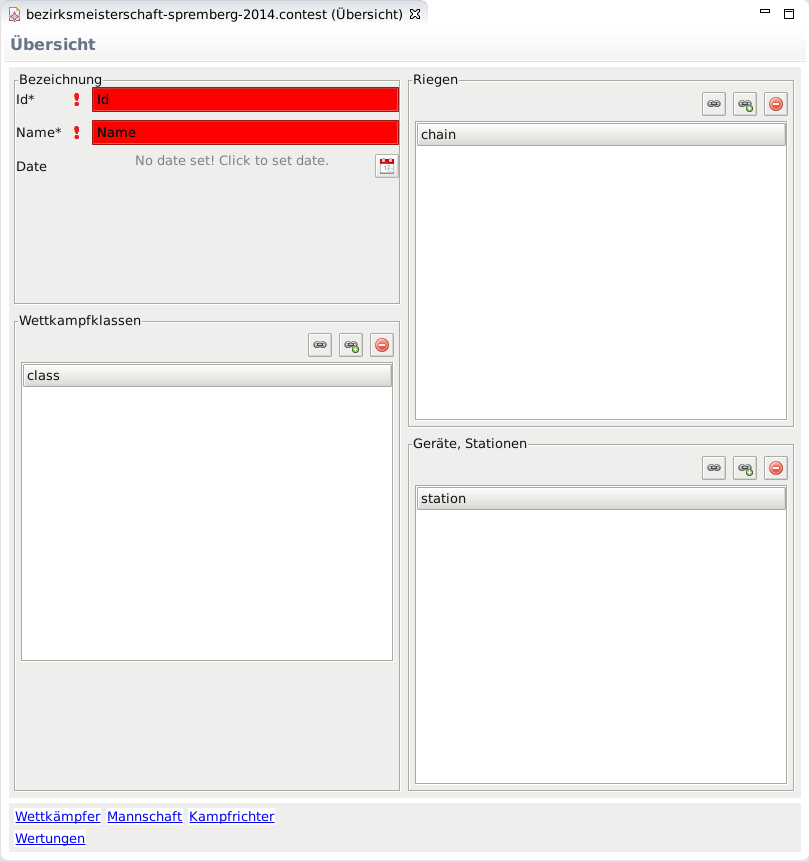 bezirksmeisterschaft-spremberg-2014.contest (Übersicht)
Übersicht
Bezeichnung
Id* Id
Name* Name
Date No date set! Click to set date.
Wettkampfklassen
class
Riegen
chain
Geräte, Stationen
station
Wettkämpfer Mannschaft Kampfrichter
Wertungen